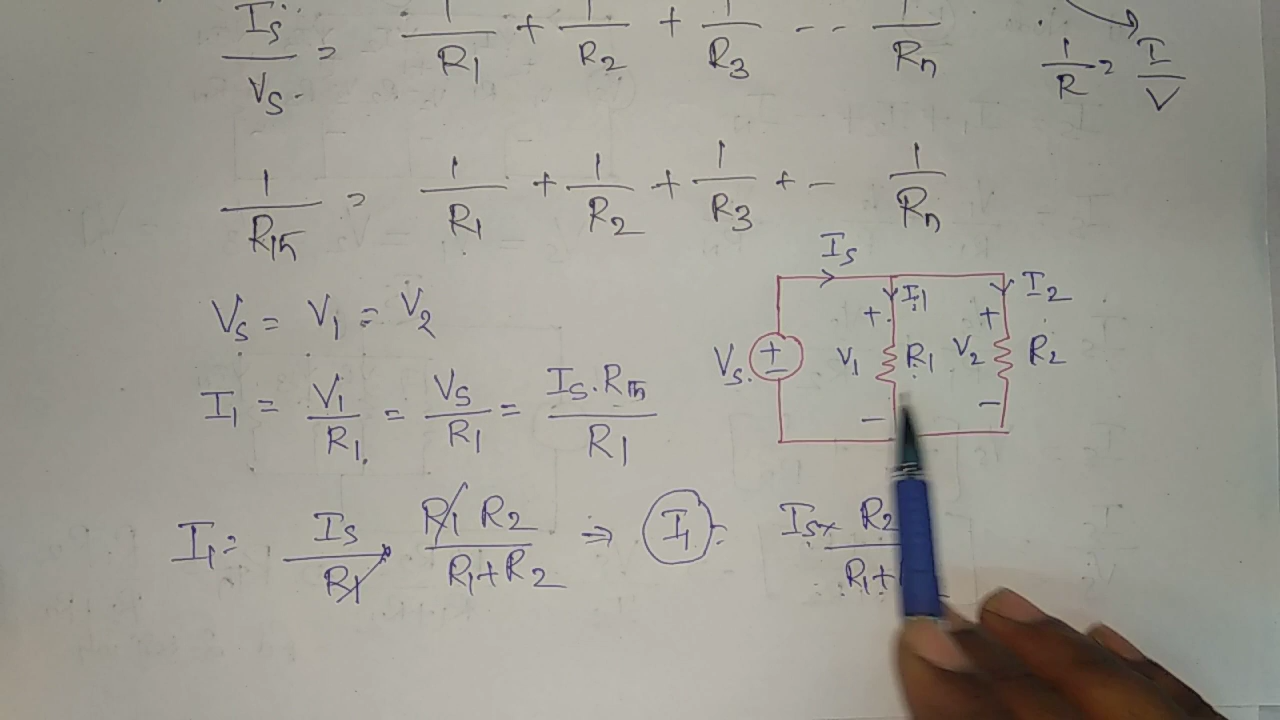 Is/Vs = 1/R1 + 1/R2 + 1/R3 -- 1/Rn
1/R = I/V
1/RTh = 1/R1 + 1/R2 + 1/R3 + - 1/Rn
Vs = V1 = V2
I1 = V1/R1 = Vs/R1 = Is.RTh/R1
Is
I1
I2
+
+
Vs
+
-
V1
R1
V2
R2
-
-
I1 = Is/R1 . R1 R2/R1+R2 ⇒ I1 = Is × R2/R1+